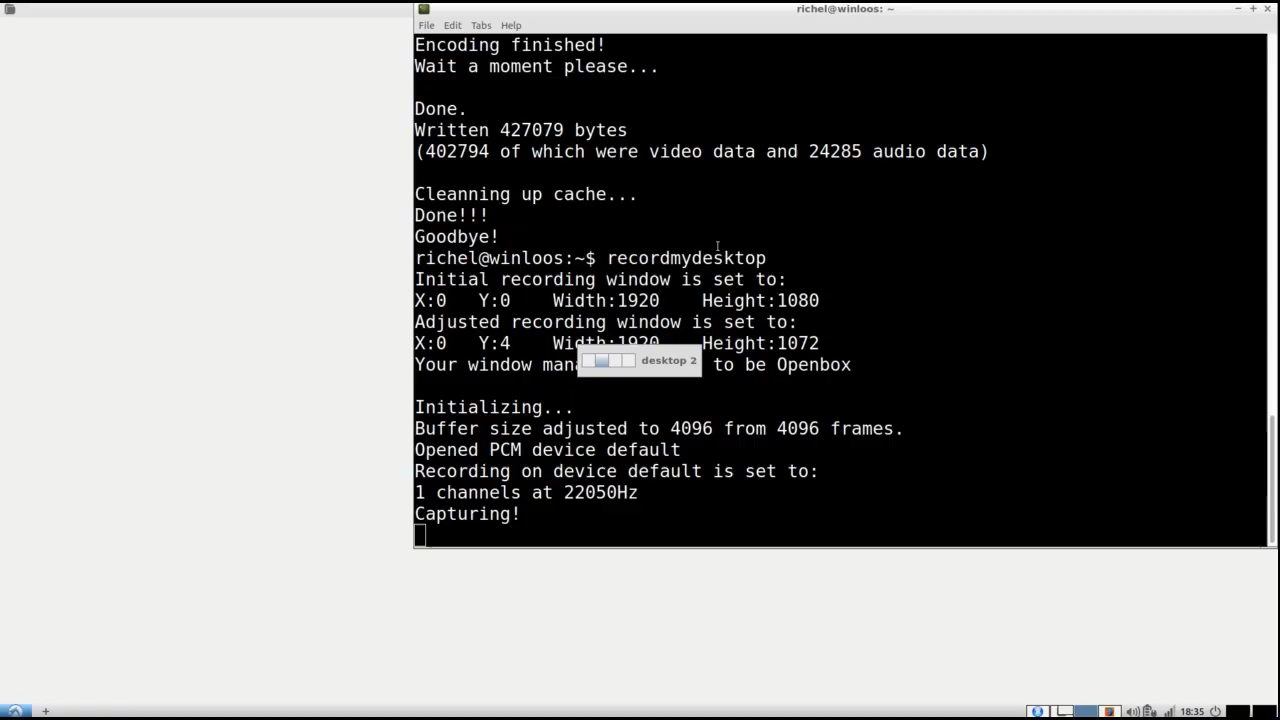 richel@winloos: ~
File Edit Tabs Help
Encoding finished!
Wait a moment please...
Done.
Written 427079 bytes
(402794 of which were video data and 24285 audio data)
Cleanning up cache...
Done!!!
Goodbye!
richel@winloos:~$ recordmydesktop
Initial recording window is set to:
X:0 Y:0 Width:1920 Height:1080
Adjusted recording window is set to:
X:0 Y:4 Width:1920 Height:1072
Your window to be Openbox
desktop 2
Initializing...
Buffer size adjusted to 4096 from 4096 frames.
Opened PCM device default
Recording on device default is set to:
1 channels at 22050Hz
Capturing!
18:35